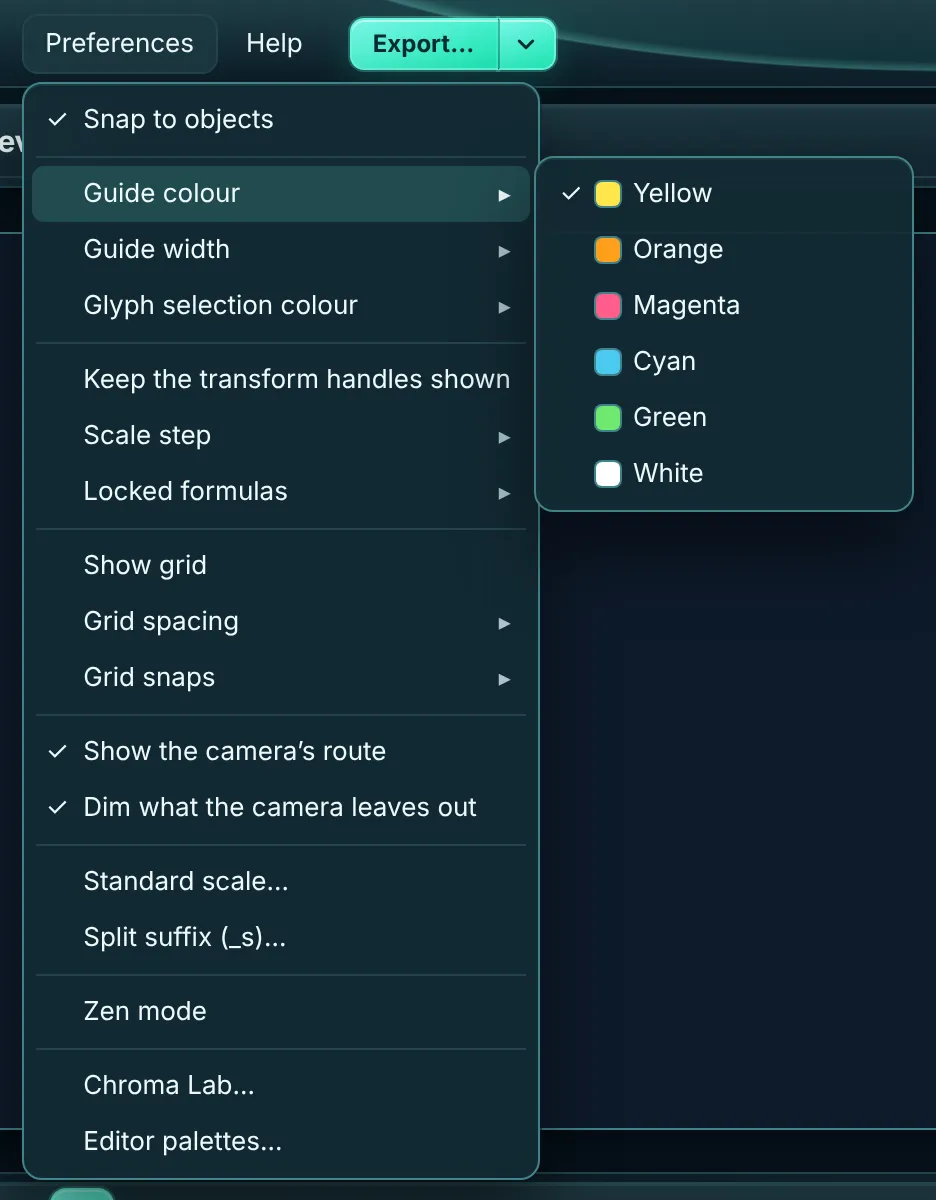 Preferences
Help
Export...
Snap to objects
Guide colour
Guide width
Glyph selection colour
Keep the transform handles shown
Scale step
Locked formulas
Show grid
Grid spacing
Grid snaps
Show the camera’s route
Dim what the camera leaves out
Standard scale...
Split suffix (_s)...
Zen mode
Chroma Lab...
Editor palettes...
Yellow
Orange
Magenta
Cyan
Green
White